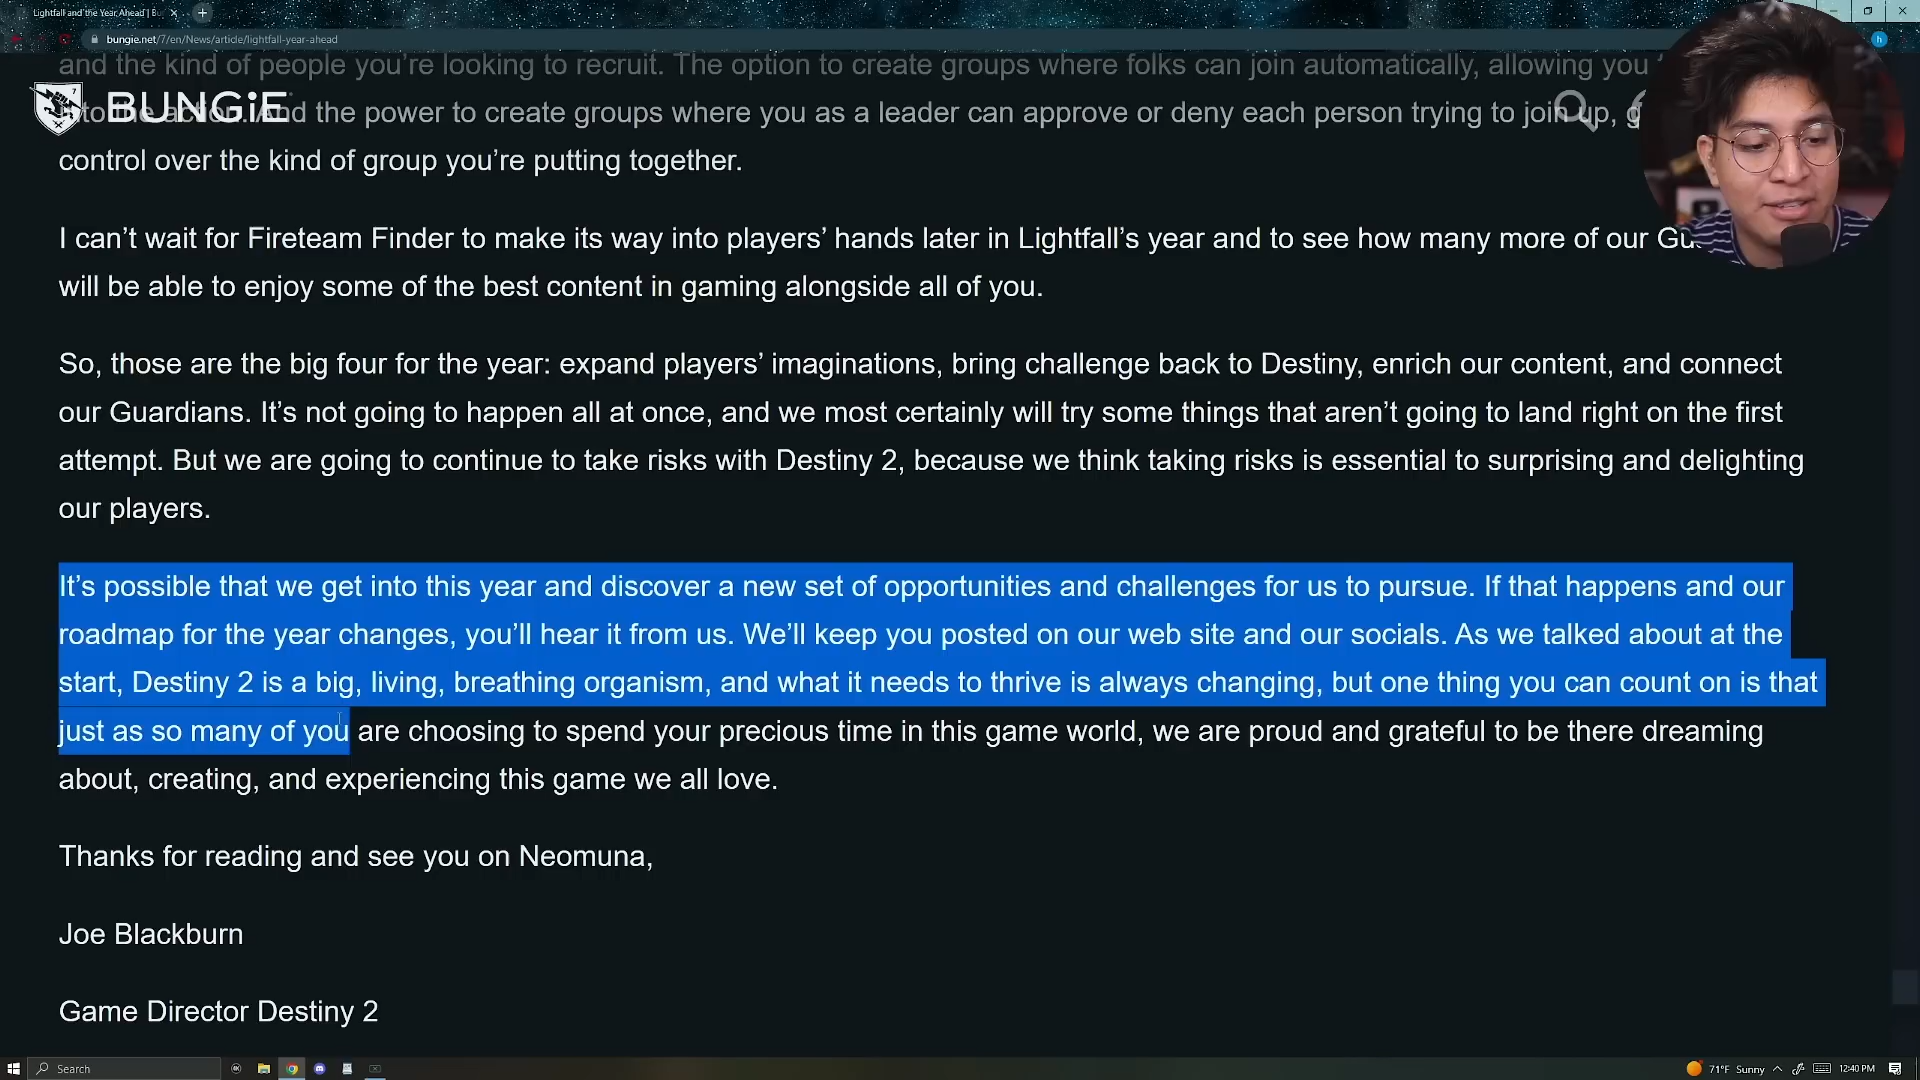 Lightfall and the Year Ahead | Bu
bungie.net/7/en/News/article/lightfall-year-ahead
and the kind of people you’re looking to recruit. The option to create groups where folks can join automatically, allowing you
BUNGiE
the action. And the power to create groups where you as a leader can approve or deny each person trying to join up,
control over the kind of group you’re putting together.
I can’t wait for Fireteam Finder to make its way into players’ hands later in Lightfall’s year and to see how many more of our
will be able to enjoy some of the best content in gaming alongside all of you.
So, those are the big four for the year: expand players’ imaginations, bring challenge back to Destiny, enrich our content, and connect
our Guardians. It’s not going to happen all at once, and we most certainly will try some things that aren’t going to land right on the first
attempt. But we are going to continue to take risks with Destiny 2, because we think taking risks is essential to surprising and delighting
our players.
It’s possible that we get into this year and discover a new set of opportunities and challenges for us to pursue. If that happens and our
roadmap for the year changes, you’ll hear it from us. We’ll keep you posted on our web site and our socials. As we talked about at the
start, Destiny 2 is a big, living, breathing organism, and what it needs to thrive is always changing, but one thing you can count on is that
just as so many of you are choosing to spend your precious time in this game world, we are proud and grateful to be there dreaming
about, creating, and experiencing this game we all love.
Thanks for reading and see you on Neomuna,
Joe Blackburn
Game Director Destiny 2
Search
71°F Sunny
12:40 PM